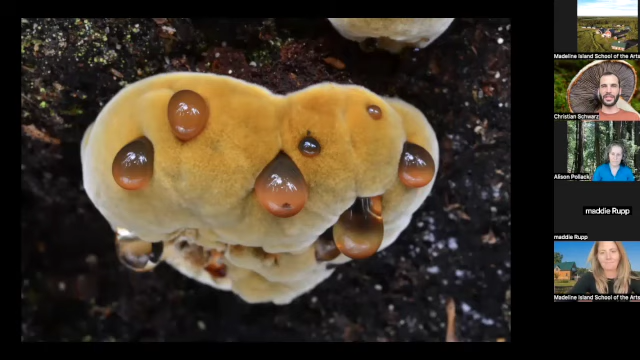 Madeline Island School of the Arts
Christian Schwarz
Alison Pollack
maddie Rupp
maddie Rupp
Madeline Island School of the Arts